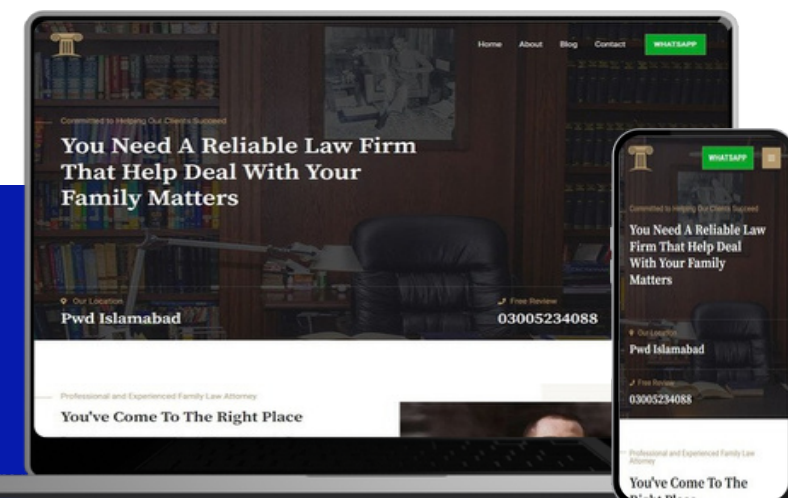 Home About Blog Contact WHATSAPP
Committed to Helping Our Clients Succeed
You Need A Reliable Law Firm
That Help Deal With Your
Family Matters
Our Location
Pwd Islamabad
Free Review
03005234088
Professional and Experienced Family Law Attorney
You've Come To The Right Place
WHATSAPP
Committed to Helping Our Clients Succeed
You Need A Reliable Law
Firm That Help Deal
With Your Family
Matters
Our Location
Pwd Islamabad
Free Review
03005234088
Professional and Experienced Family Law
Attorney
You've Come To The
Right Place